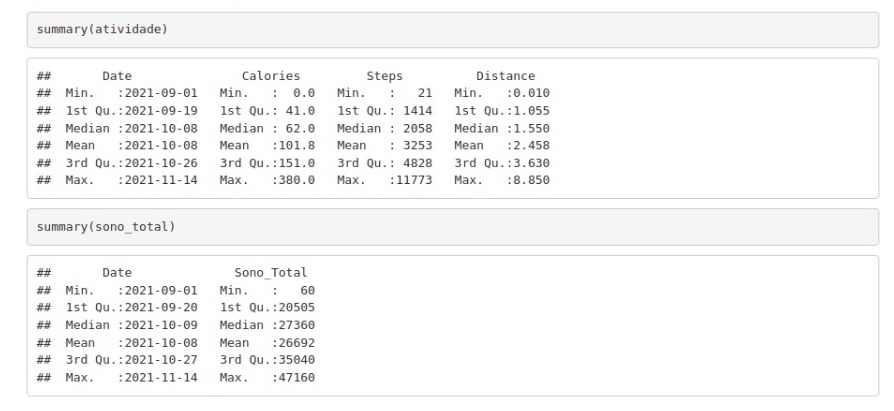 summary(atividade)
##       Date               Calories         Steps          Distance
##  Min.   :2021-09-01   Min.   :  0.0   Min.   :   21   Min.   :0.010
##  1st Qu.:2021-09-19   1st Qu.: 41.0   1st Qu.: 1414   1st Qu.:1.055
##  Median :2021-10-08   Median : 62.0   Median : 2058   Median :1.550
##  Mean   :2021-10-08   Mean   :101.8   Mean   : 3253   Mean   :2.458
##  3rd Qu.:2021-10-26   3rd Qu.:151.0   3rd Qu.: 4828   3rd Qu.:3.630
##  Max.   :2021-11-14   Max.   :380.0   Max.   :11773   Max.   :8.850
summary(sono_total)
##       Date              Sono_Total
##  Min.   :2021-09-01   Min.   :   60
##  1st Qu.:2021-09-20   1st Qu.:20505
##  Median :2021-10-09   Median :27360
##  Mean   :2021-10-08   Mean   :26692
##  3rd Qu.:2021-10-27   3rd Qu.:35040
##  Max.   :2021-11-14   Max.   :47160